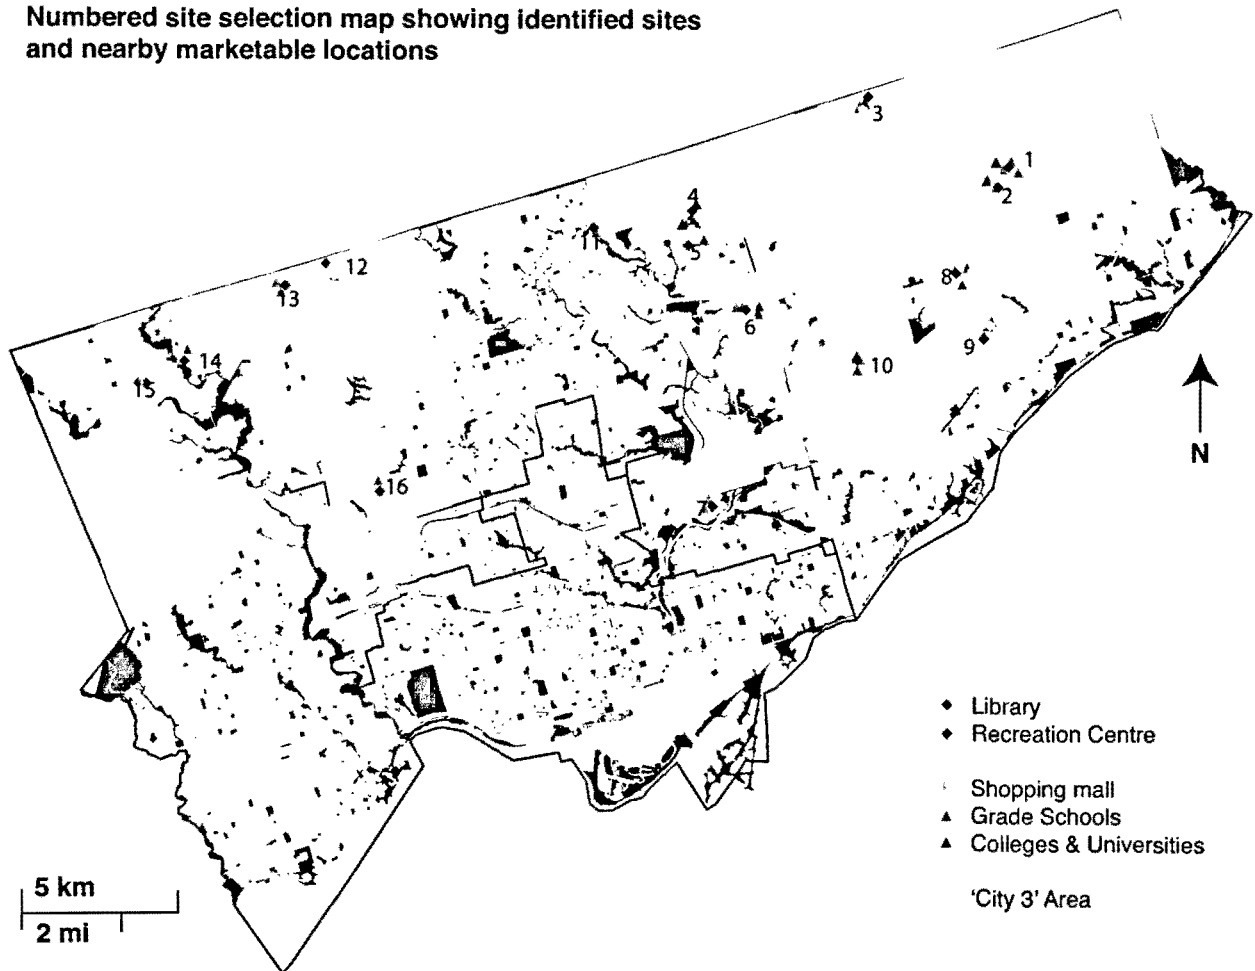 Numbered site selection map showing identified sites
and nearby marketable locations
3
1
2
4
11
5
12
8
13
6
9
14
10
15
16
7
N
Library
Recreation Centre
Shopping mall
Grade Schools
Colleges & Universities
'City 3' Area
5 km
2 mi